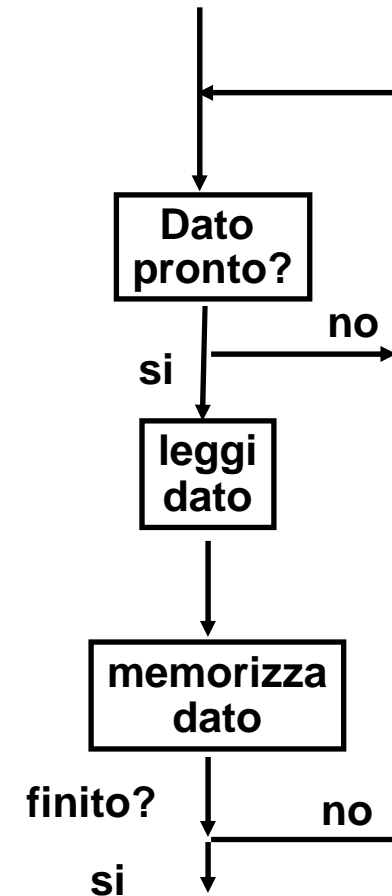 Dato
pronto?
no
si
leggi
dato
memorizza
dato
finito?
no
si